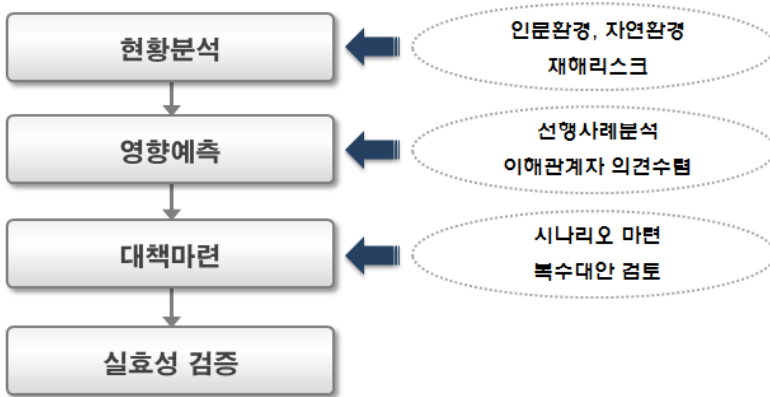 현황분석
인문환경, 자연환경
재해리스크
영향예측
선행사례분석
이해관계자 의견수렴
대책마련
시나리오 마련
복수대안 검토
실효성 검증